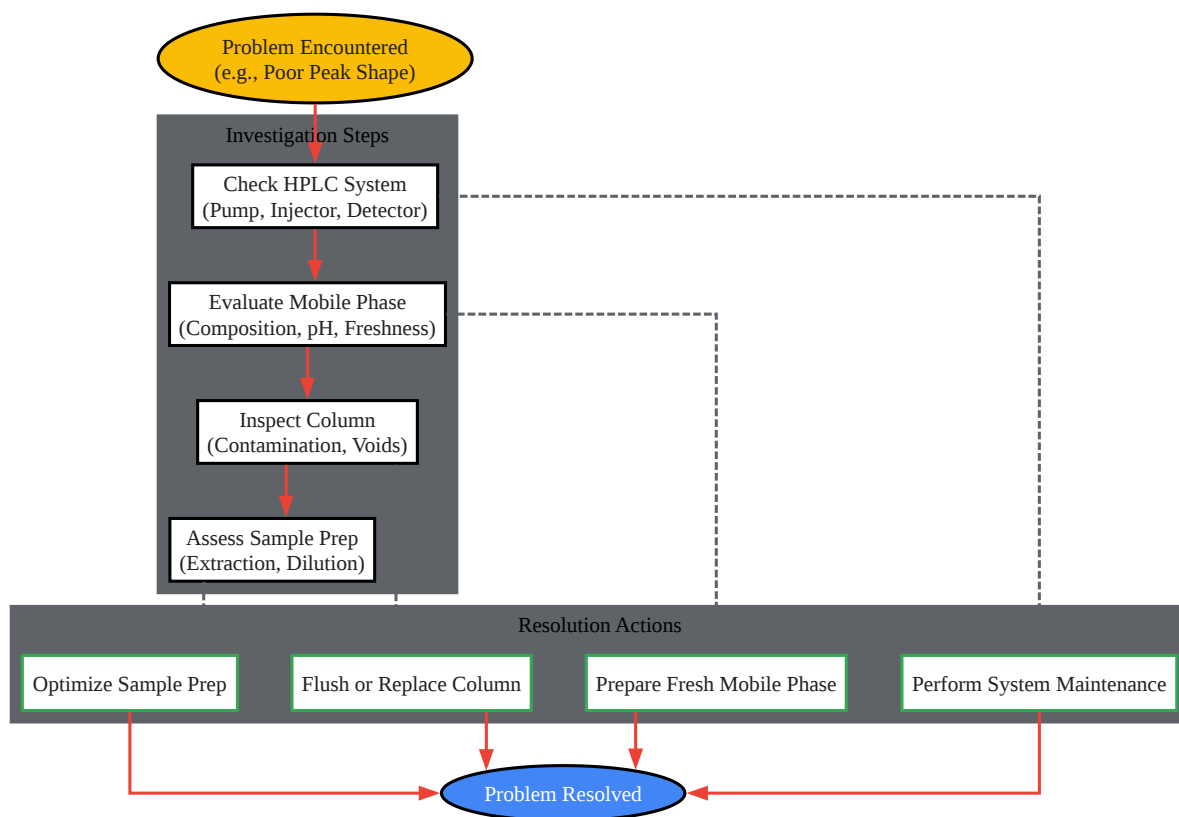 Problem Encountered
(e.g., Poor Peak Shape)
Investigation Steps
Check HPLC System
(Pump, Injector, Detector)
Evaluate Mobile Phase
(Composition, pH, Freshness)
Inspect Column
(Contamination, Voids)
Assess Sample Prep
(Extraction, Dilution)
Resolution Actions
Optimize Sample Prep
Flush or Replace Column
Prepare Fresh Mobile Phase
Perform System Maintenance
Problem Resolved